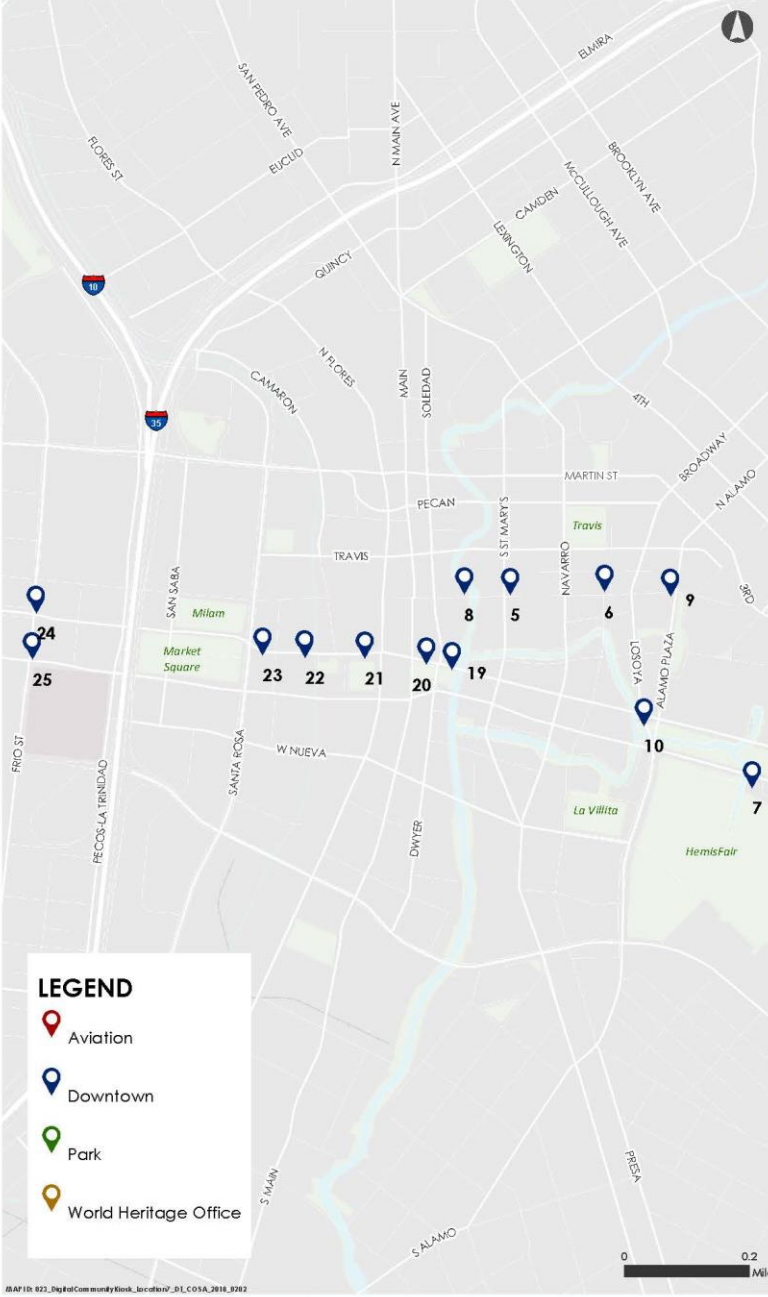 ELMIRA
SAN PEDRO AVE
N MAIN AVE
FLORES ST
EUCLID
BROOKLYN AVE
McCULLOUGH AVE
CAMDEN
LEXINGTON
QUINCY
10
N FLORES
CAMARON
MAIN
SOLEDAD
35
4TH
BROADWAY
N ALAMO
MARTIN ST
PECAN
S ST MARY'S
Travis
TRAVIS
NAVARRO
SAN SABA
3RD
8
5
6
9
Milam
24
Market
Square
23
22
21
20
19
25
LOSOYA
ALAMO PLAZA
10
FRIO ST
SANTA ROSA
W NUEVA
PECOS-LA TRINIDAD
7
La Villita
DWYER
HemisFair
LEGEND
Aviation
Downtown
Park
World Heritage Office
S MAIN
PRESA
S ALAMO
0 0.2
Mil
MAP ID: 023_DigitalCommunityKiosk_Location7_DT_COSA_2018_0202